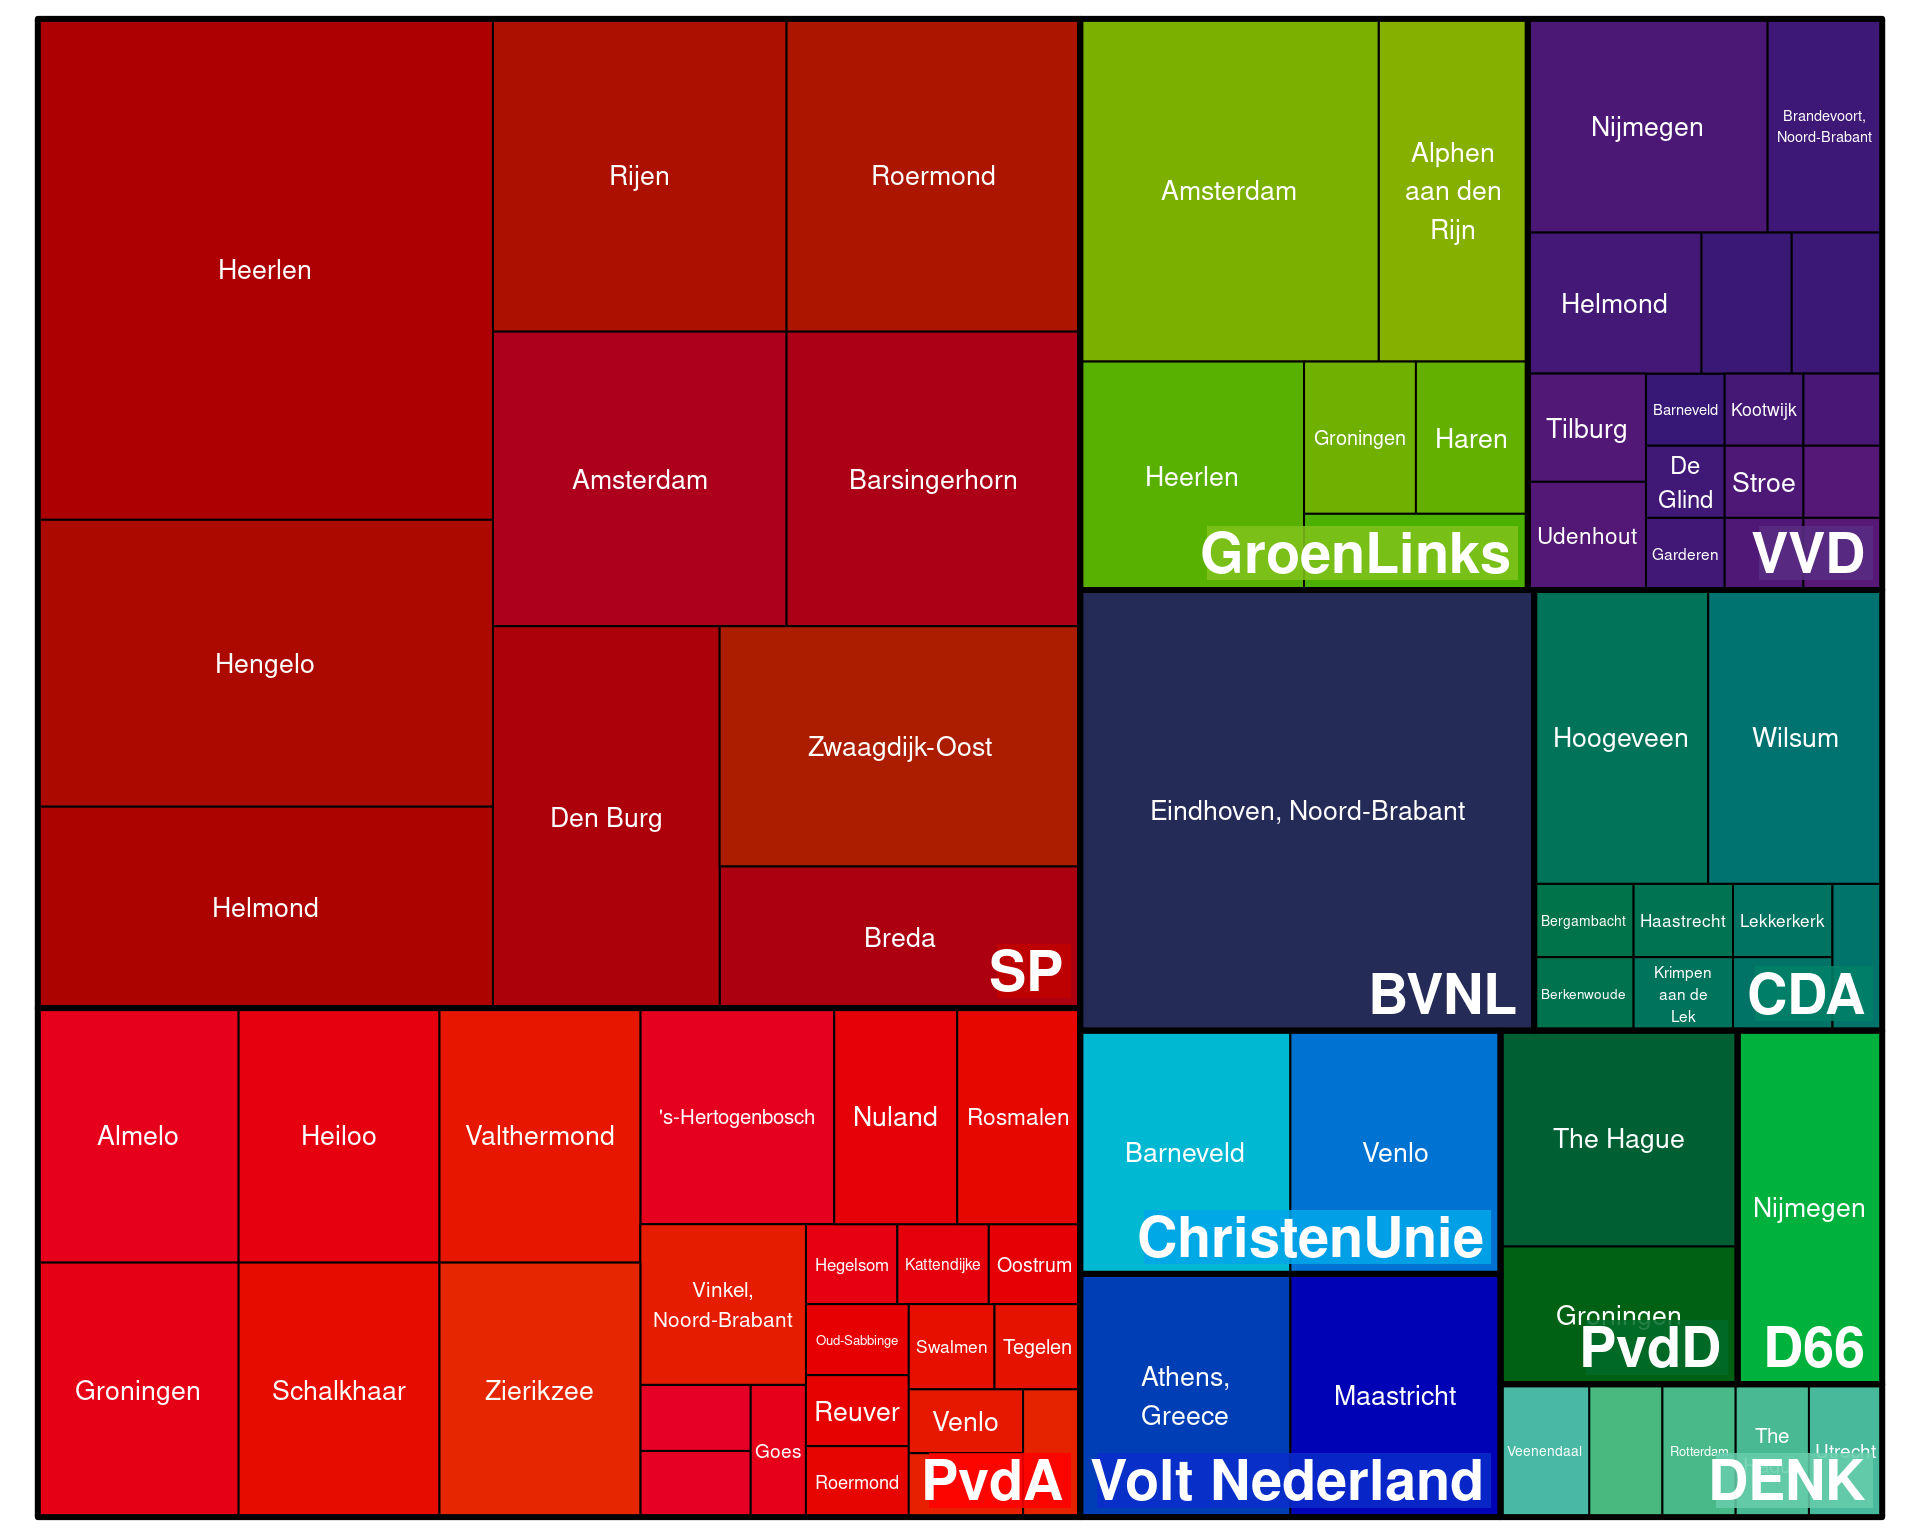 Heerlen
Hengelo
Helmond
Rijen
Roermond
Amsterdam
Barsingerhorn
Den Burg
Zwaagdijk-Oost
Breda
SP
Almelo
Heiloo
Valthermond
Groningen
Schalkhaar
Zierikzee
's-Hertogenbosch
Nuland
Rosmalen
Vinkel,
Noord-Brabant
Hegelsom
Kattendijke
Oostrum
Oud-Sabbinge
Swalmen
Tegelen
Reuver
Venlo
Goes
Roermond
PvdA
Amsterdam
Alphen
aan den
Rijn
Heerlen
Groningen
Haren
GroenLinks
Nijmegen
Brandevoort,
Noord-Brabant
Helmond
Tilburg
Barneveld
Kootwijk
De
Glind
Stroe
Udenhout
Garderen
VVD
Eindhoven, Noord-Brabant
BVNL
Hoogeveen
Wilsum
Bergambacht
Haastrecht
Lekkerkerk
Berkenwoude
Krimpen
aan de
Lek
CDA
Barneveld
Venlo
ChristenUnie
Athens,
Greece
Maastricht
Volt Nederland
The Hague
Groningen
PvdD
Nijmegen
D66
Veenendaal
Rotterdam
The
Utrecht
DENK